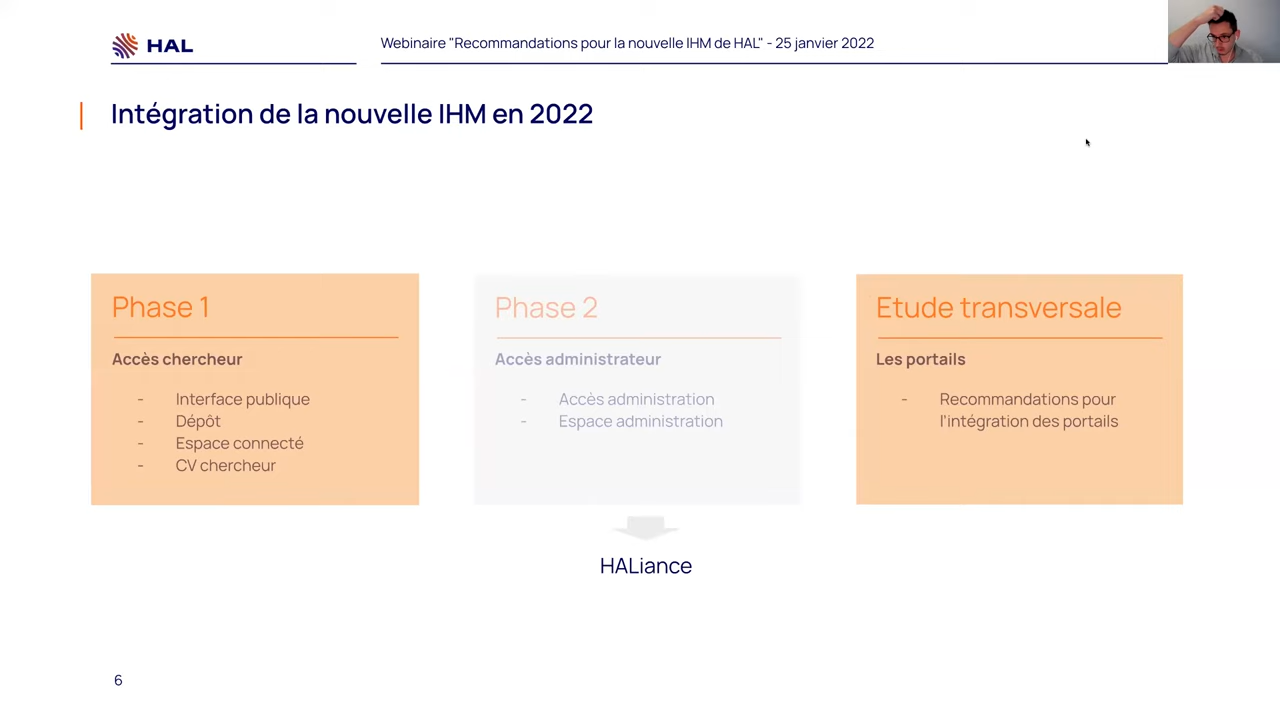 HAL
Webinaire "Recommandations pour la nouvelle IHM de HAL" - 25 janvier 2022
Intégration de la nouvelle IHM en 2022
Phase 1
Accès chercheur
- Interface publique
- Dépôt
- Espace connecté
- CV chercheur
Phase 2
Accès administrateur
- Accès administration
- Espace administration
Etude transversale
Les portails
- Recommandations pour
l'intégration des portails
HALiance
6